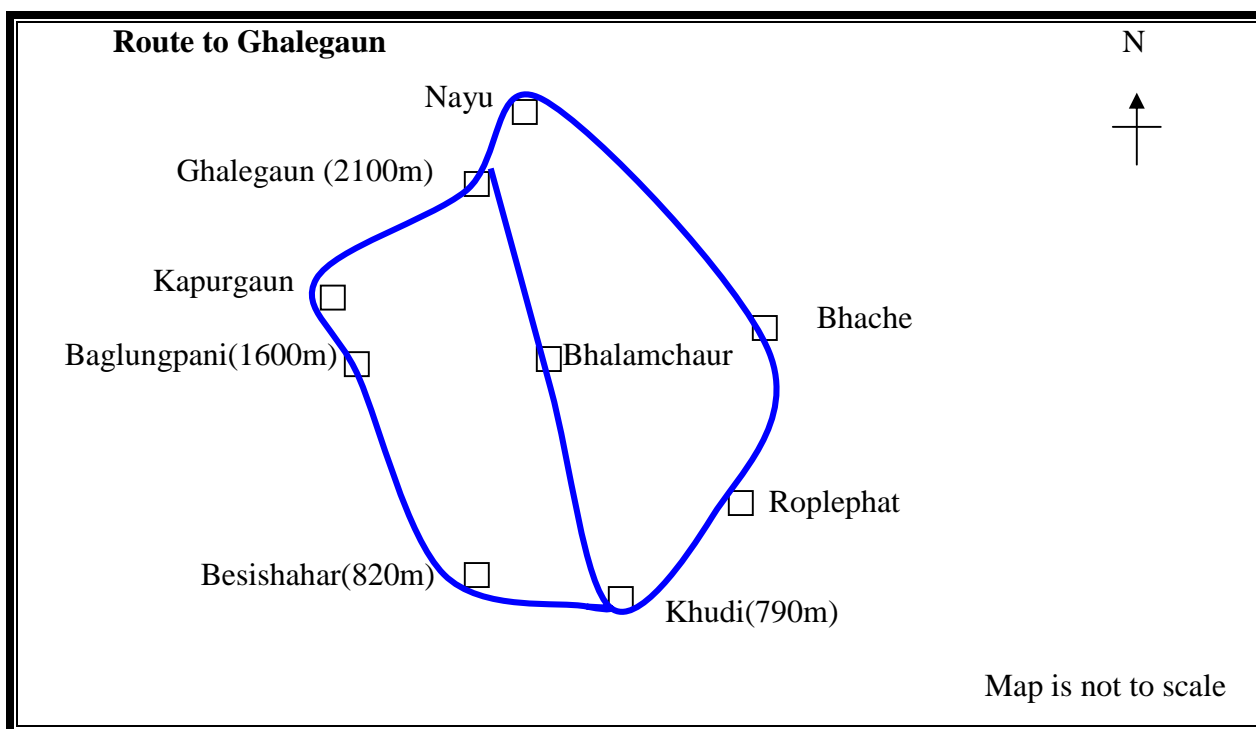 Route to Ghalegaun
N
Nayu
Ghalegaun (2100m)
Kapurgaun
Bhache
Baglungpani(1600m)
Bhalamchaur
Roplephat
Besishahar(820m)
Khudi(790m)
Map is not to scale